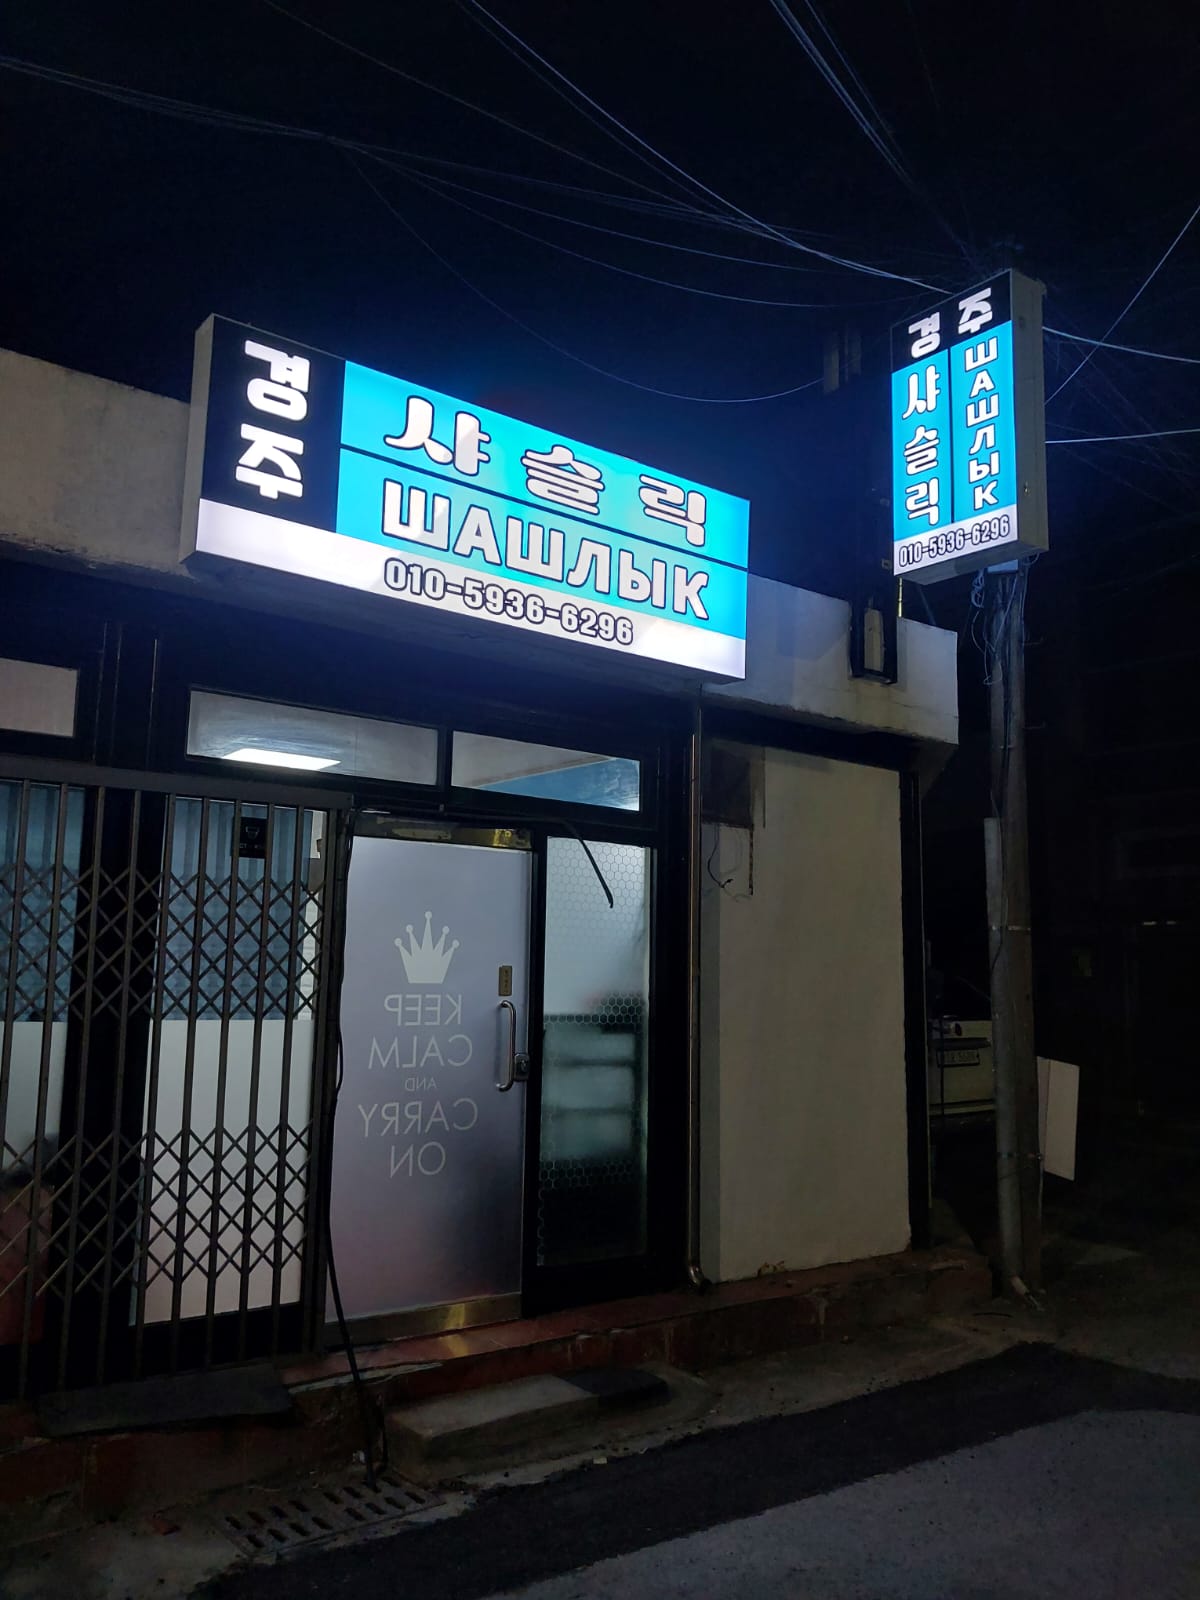 경주
샤슬릭
ШАШЛЫК
010-5936-6296
경주
샤슬릭
ШАШЛЫК
010-5936-6296
KEEP
CALM
AND
CARRY
ON